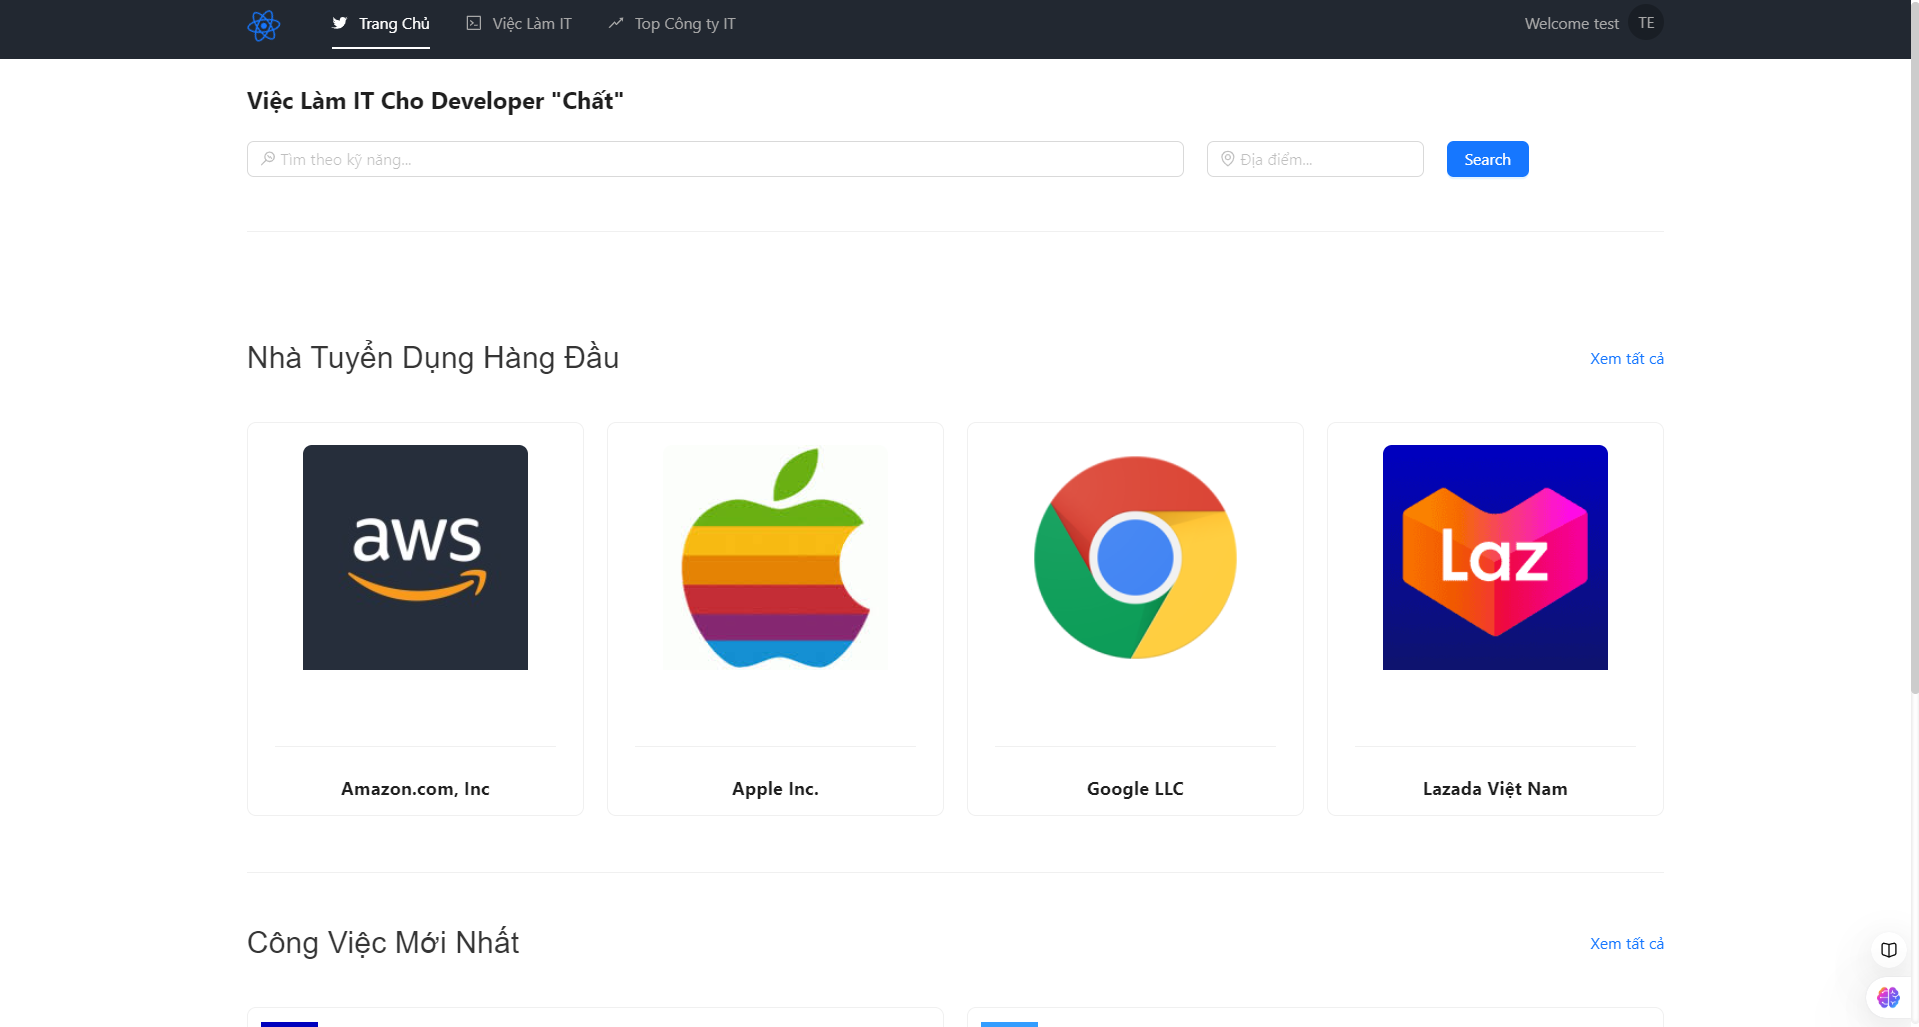 Trang Chủ
Việc Làm IT
Top Công ty IT
Welcome test
TE
Việc Làm IT Cho Developer "Chất"
Tìm theo kỹ năng...
Địa điểm...
Search
Nhà Tuyển Dụng Hàng Đầu
Xem tất cả
aws
Laz
Amazon.com, Inc
Apple Inc.
Google LLC
Lazada Việt Nam
Công Việc Mới Nhất
Xem tất cả